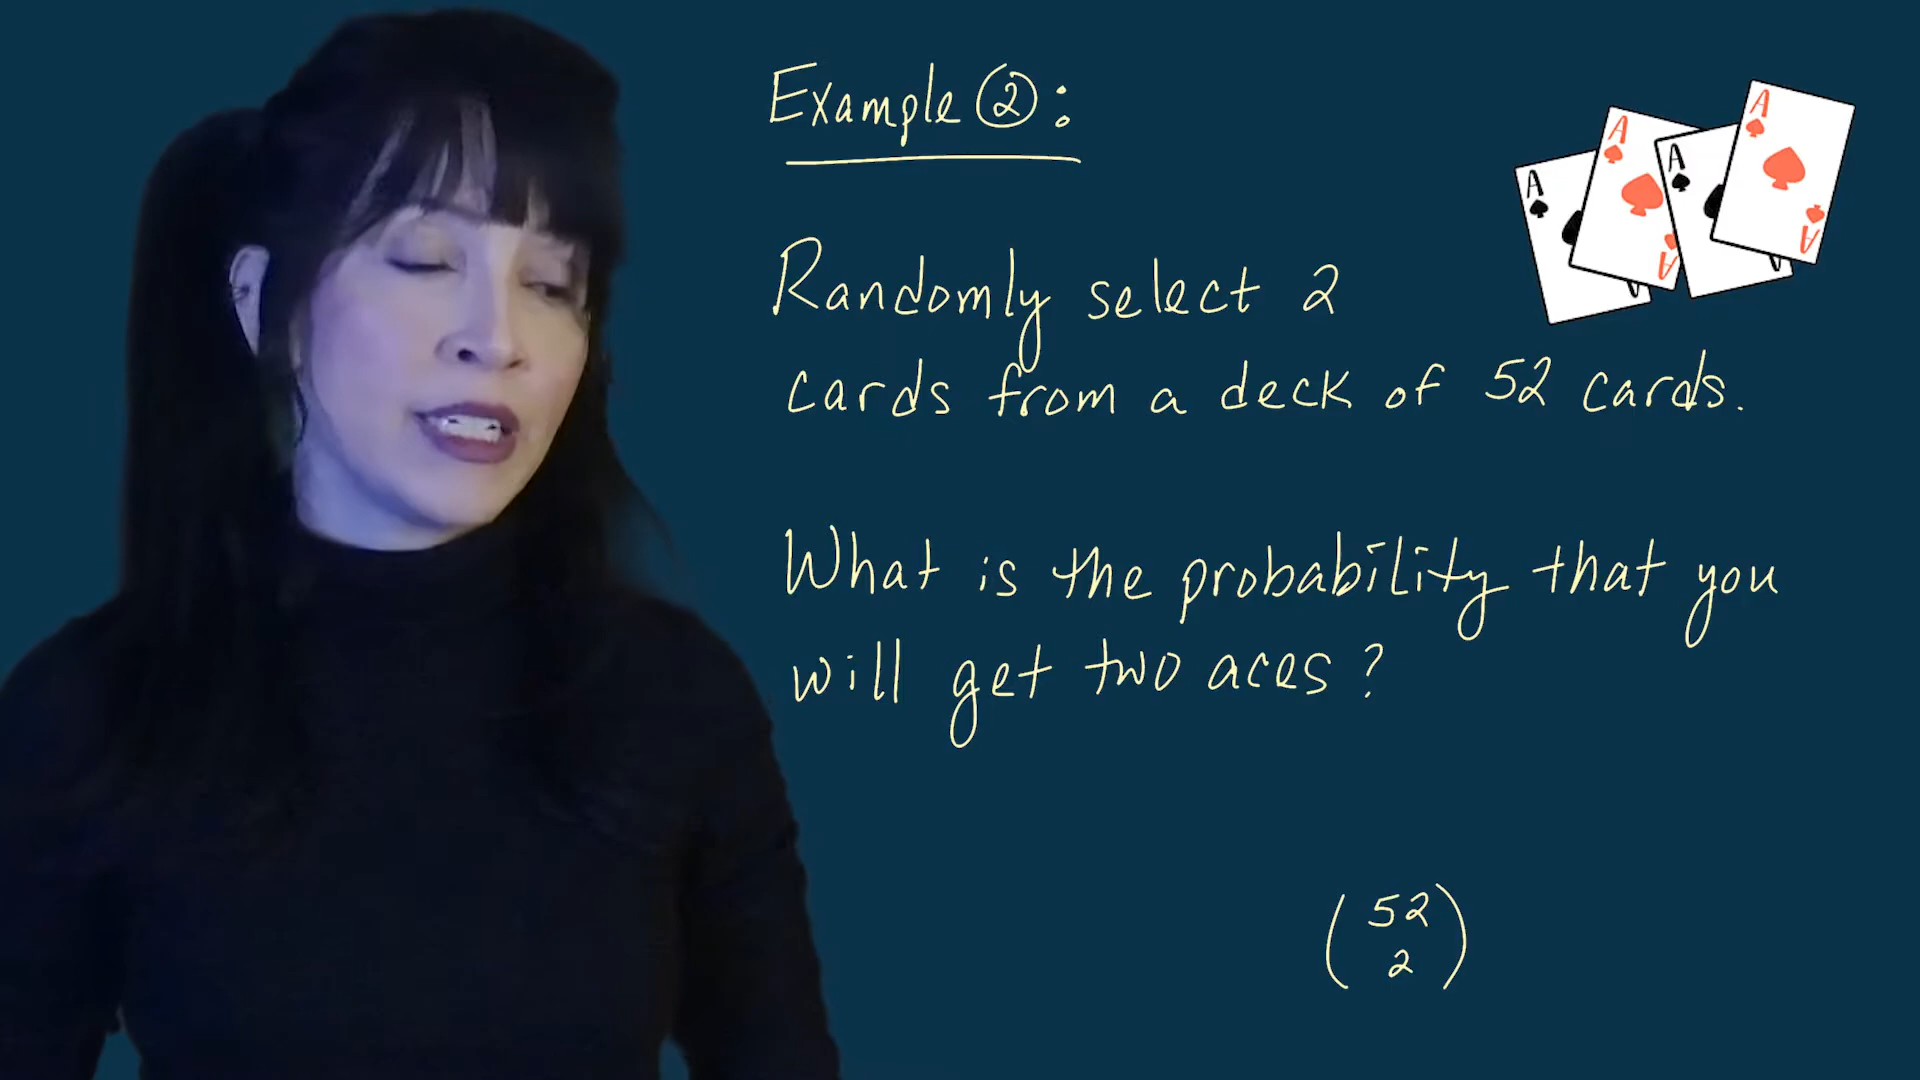 Example ②:
Randomly select 2
cards from a deck of 52 cards.
What is the probability that you
will get two aces?
(52
2)
A
A
A
A
A
A